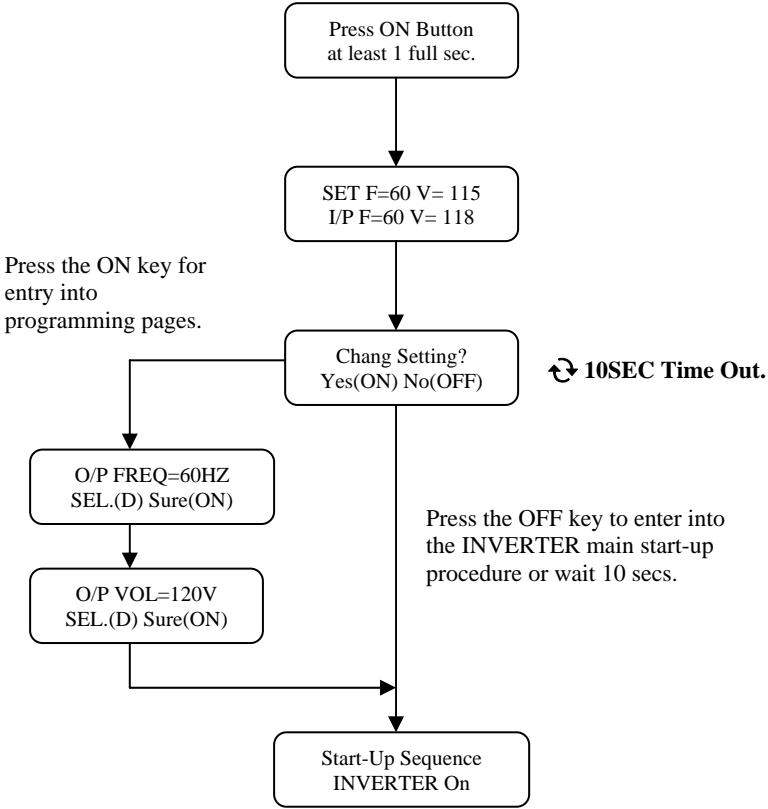 Press ON Button
at least 1 full sec.
SET F=60 V= 115
I/P F=60 V= 118
Press the ON key for
entry into
programming pages.
Chang Setting?
Yes(ON) No(OFF)
10SEC Time Out.
O/P FREQ=60HZ
SEL.(D) Sure(ON)
Press the OFF key to enter into
the INVERTER main start-up
procedure or wait 10 secs.
O/P VOL=120V
SEL.(D) Sure(ON)
Start-Up Sequence
INVERTER On